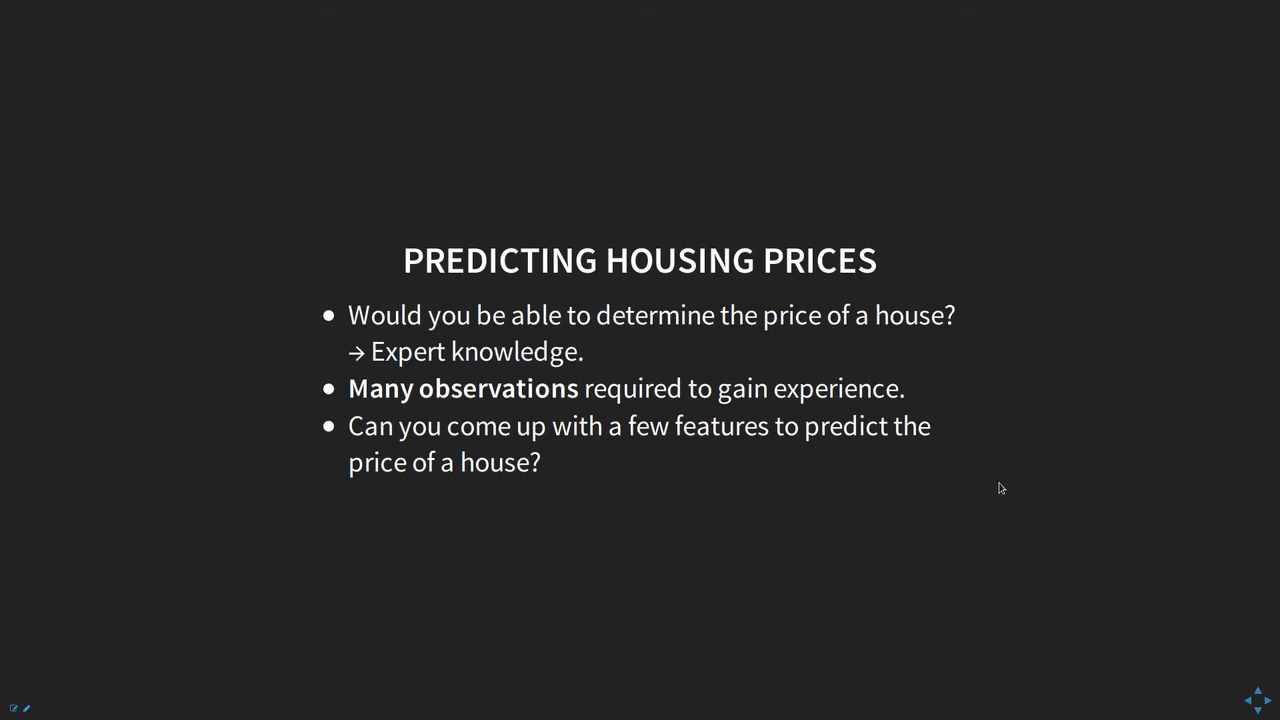 PREDICTING HOUSING PRICES
• Would you be able to determine the price of a house?
→ Expert knowledge.
• Many observations required to gain experience.
• Can you come up with a few features to predict the
price of a house?